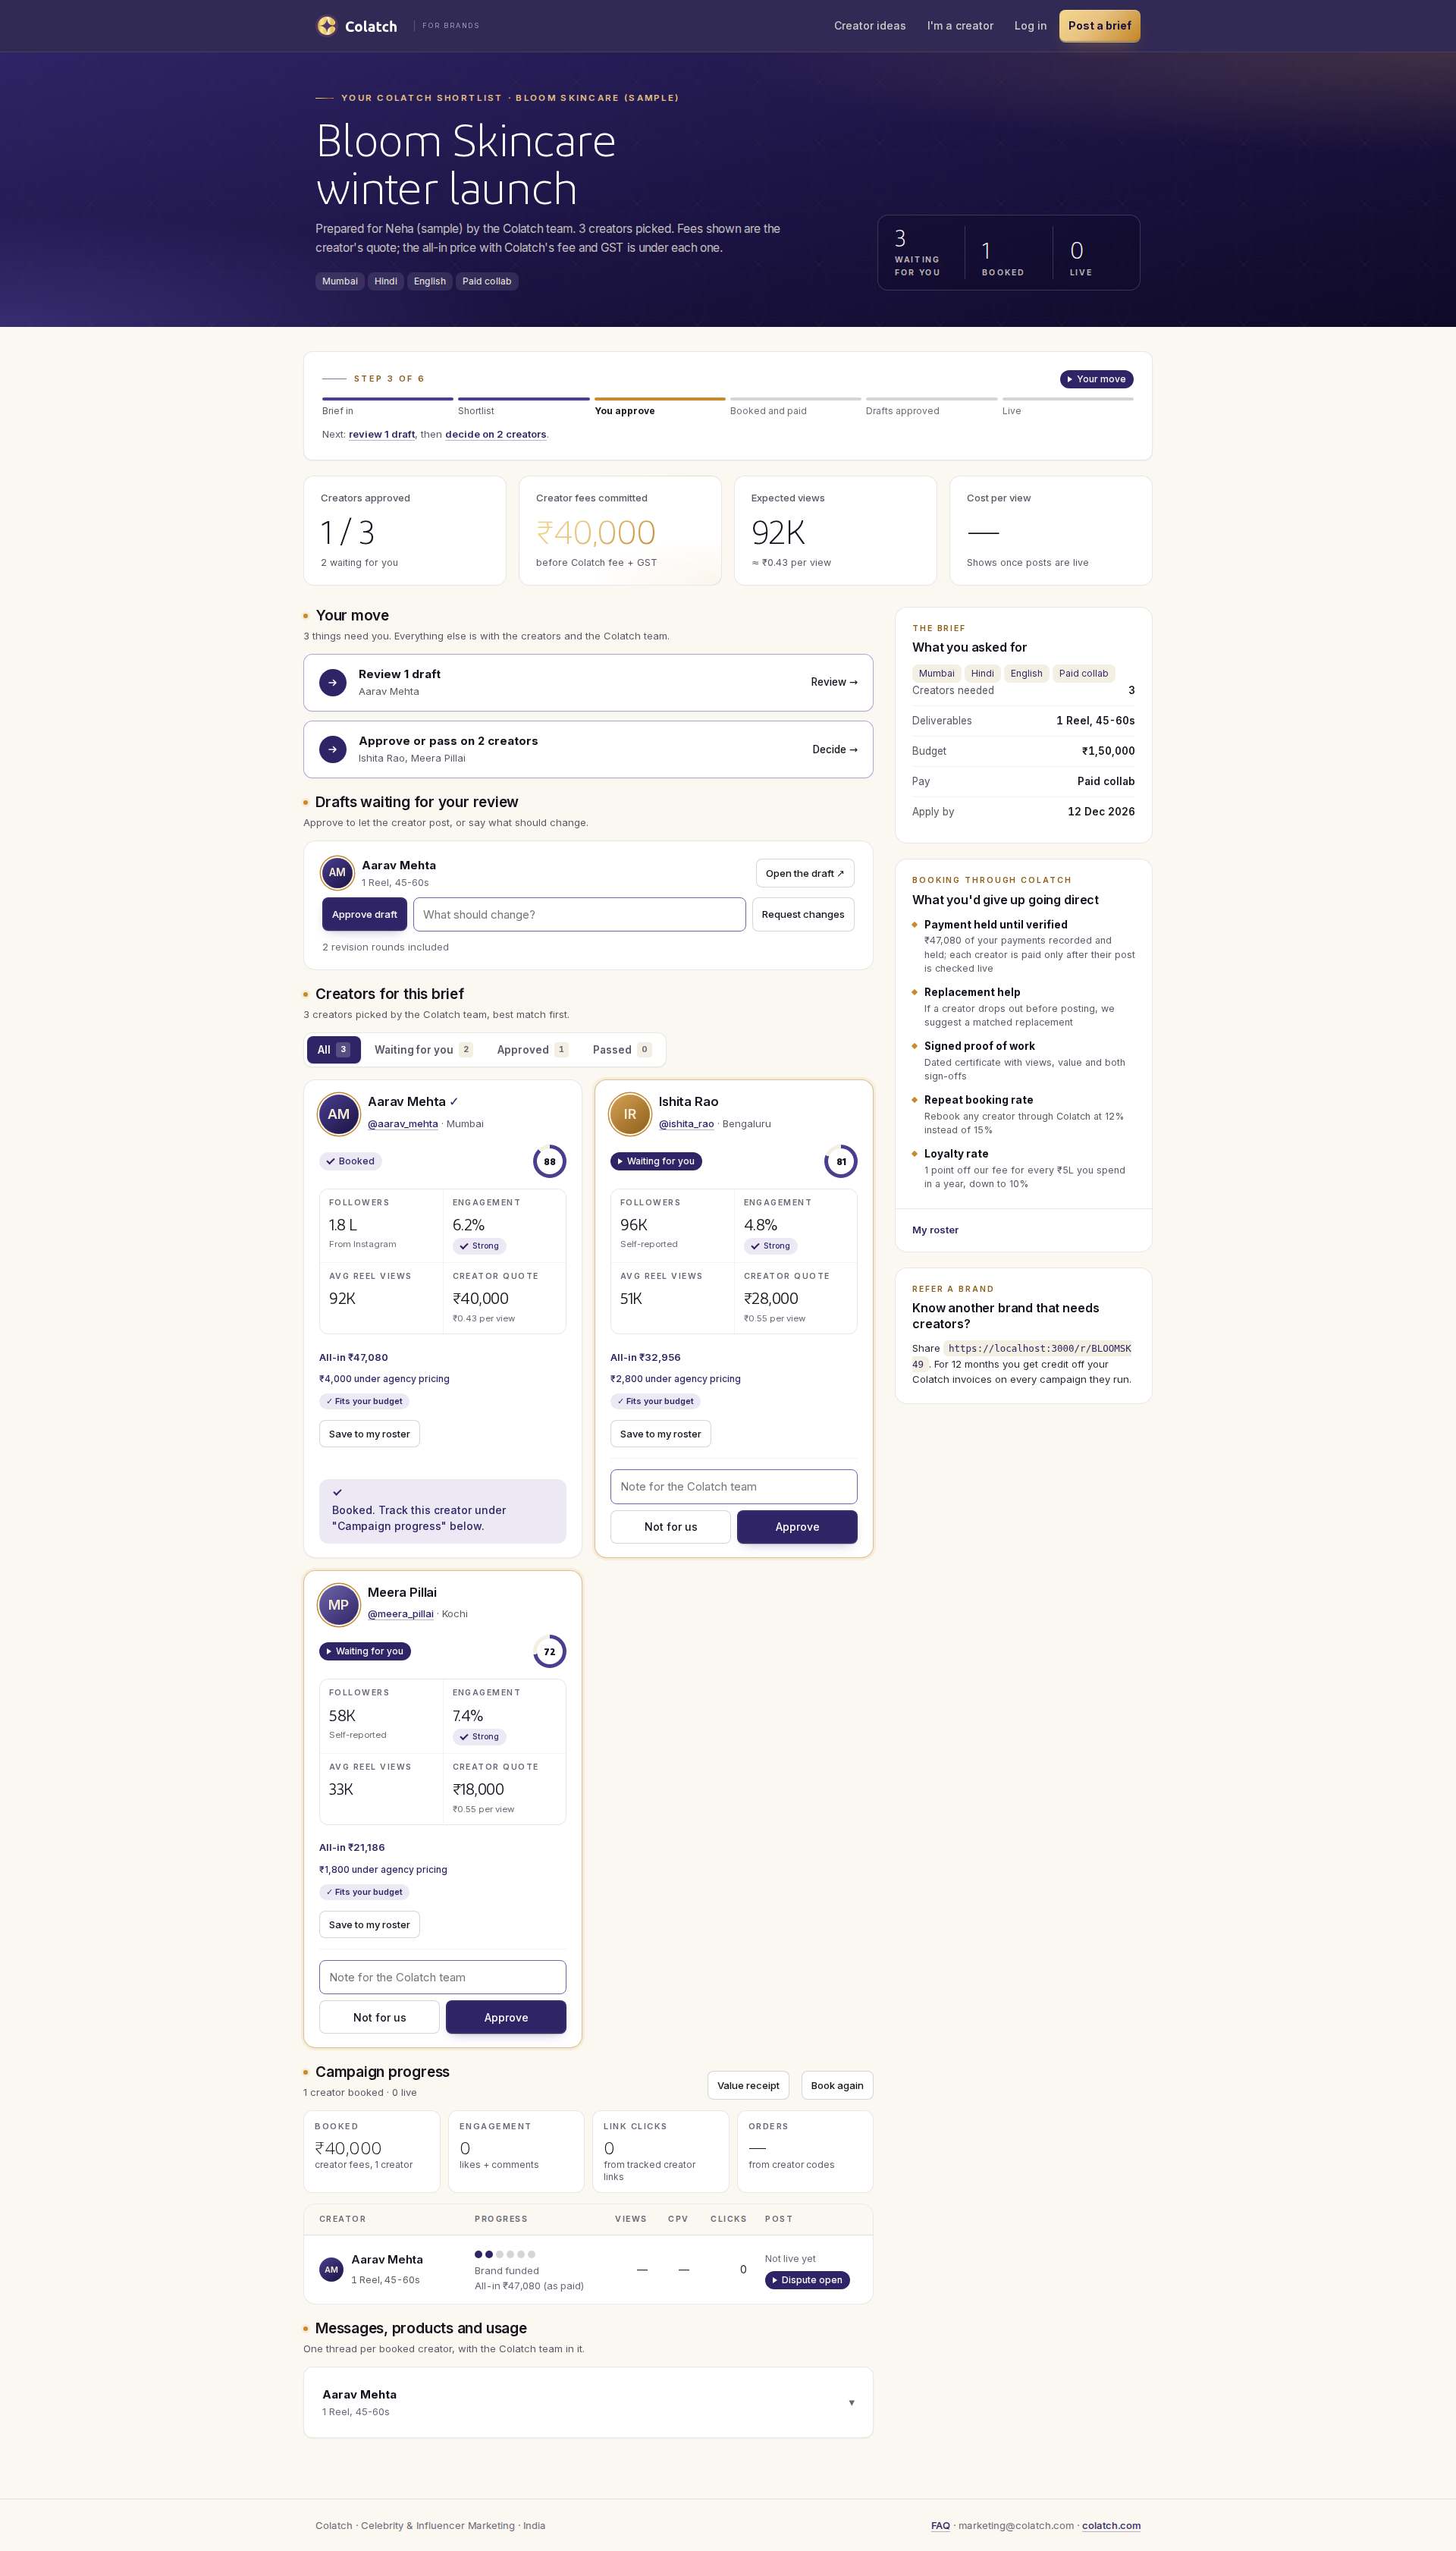 Colatch
FOR BRANDS
Creator ideas
I'm a creator
Log in
Post a brief
YOUR COLATCH SHORTLIST · BLOOM SKINCARE (SAMPLE)
Bloom Skincare
winter launch
Prepared for Neha (sample) by the Colatch team. 3 creators picked. Fees shown are the
creator's quote; the all-in price with Colatch's fee and GST is under each one.
Mumbai Hindi English Paid collab
3
WAITING
FOR YOU
1
BOOKED
0
LIVE
STEP 3 OF 6
Your move
Brief in
Shortlist
You approve
Booked and paid
Drafts approved
Live
Next: review 1 draft, then decide on 2 creators.
Creators approved
1 / 3
2 waiting for you
Creator fees committed
₹40,000
before Colatch fee + GST
Expected views
92K
≈ ₹0.43 per view
Cost per view
—
Shows once posts are live
Your move
3 things need you. Everything else is with the creators and the Colatch team.
Review 1 draft
Aarav Mehta
Review →
Approve or pass on 2 creators
Ishita Rao, Meera Pillai
Decide →
Drafts waiting for your review
Approve to let the creator post, or say what should change.
AM
Aarav Mehta
1 Reel, 45-60s
Open the draft ↗
Approve draft
What should change?
Request changes
2 revision rounds included
Creators for this brief
3 creators picked by the Colatch team, best match first.
All 3
Waiting for you 2
Approved 1
Passed 0
AM
Aarav Mehta ✓
@aarav_mehta · Mumbai
✓ Booked
88
FOLLOWERS
1.8 L
From Instagram
ENGAGEMENT
6.2%
✓ Strong
AVG REEL VIEWS
92K
CREATOR QUOTE
₹40,000
₹0.43 per view
All-in ₹47,080
₹4,000 under agency pricing
✓ Fits your budget
Save to my roster
✓
Booked. Track this creator under
"Campaign progress" below.
IR
Ishita Rao
@ishita_rao · Bengaluru
Waiting for you
81
FOLLOWERS
96K
Self-reported
ENGAGEMENT
4.8%
✓ Strong
AVG REEL VIEWS
51K
CREATOR QUOTE
₹28,000
₹0.55 per view
All-in ₹32,956
₹2,800 under agency pricing
✓ Fits your budget
Save to my roster
Note for the Colatch team
Not for us
Approve
MP
Meera Pillai
@meera_pillai · Kochi
Waiting for you
72
FOLLOWERS
58K
Self-reported
ENGAGEMENT
7.4%
✓ Strong
AVG REEL VIEWS
33K
CREATOR QUOTE
₹18,000
₹0.55 per view
All-in ₹21,186
₹1,800 under agency pricing
✓ Fits your budget
Save to my roster
Note for the Colatch team
Not for us
Approve
Campaign progress
1 creator booked · 0 live
Value receipt
Book again
BOOKED
₹40,000
creator fees, 1 creator
ENGAGEMENT
0
likes + comments
LINK CLICKS
0
from tracked creator
links
ORDERS
—
from creator codes
CREATOR PROGRESS VIEWS CPV CLICKS POST
AM
Aarav Mehta
1 Reel, 45-60s
Brand funded
All-in ₹47,080 (as paid)
—
—
0
Not live yet
Dispute open
Messages, products and usage
One thread per booked creator, with the Colatch team in it.
Aarav Mehta
1 Reel, 45-60s
THE BRIEF
What you asked for
Mumbai Hindi English Paid collab
Creators needed 3
Deliverables 1 Reel, 45-60s
Budget ₹1,50,000
Pay Paid collab
Apply by 12 Dec 2026
BOOKING THROUGH COLATCH
What you'd give up going direct
Payment held until verified
₹47,080 of your payments recorded and
held; each creator is paid only after their post
is checked live
Replacement help
If a creator drops out before posting, we
suggest a matched replacement
Signed proof of work
Dated certificate with views, value and both
sign-offs
Repeat booking rate
Rebook any creator through Colatch at 12%
instead of 15%
Loyalty rate
1 point off our fee for every ₹5L you spend
in a year, down to 10%
My roster
REFER A BRAND
Know another brand that needs
creators?
Share https://localhost:3000/r/BLOOMSK
49. For 12 months you get credit off your
Colatch invoices on every campaign they run.
Colatch · Celebrity & Influencer Marketing · India
FAQ · marketing@colatch.com · colatch.com